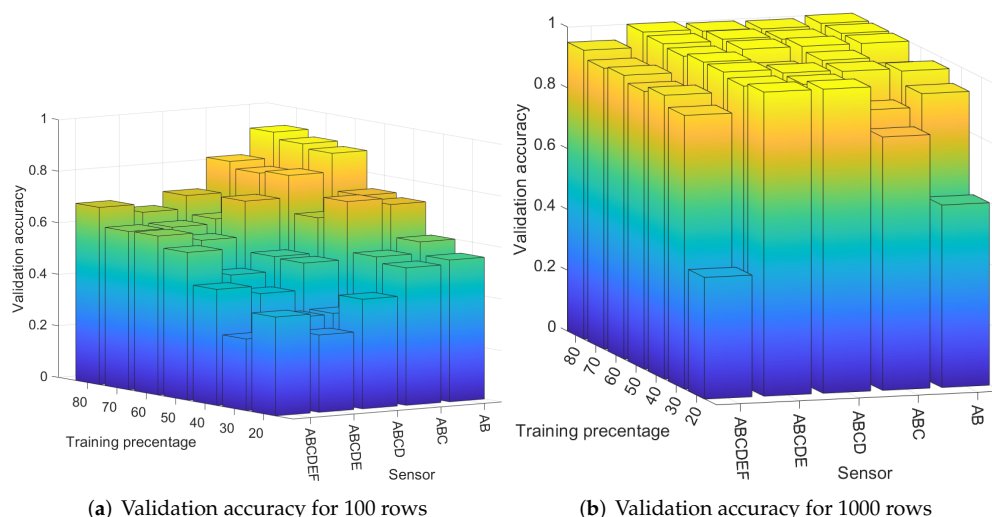 1
0.8
0.6
0.4
0.2
0
Validation accuracy
80
70
60
50
40
30
20
Training precentage
ABCDEF
ABCDE
ABCD
ABC
AB
Sensor
(a) Validation accuracy for 100 rows
1
0.8
0.6
0.4
0.2
0
Validation accuracy
80
70
60
50
40
30
20
Training precentage
ABCDEF
ABCDE
ABCD
ABC
AB
Sensor
(b) Validation accuracy for 1000 rows